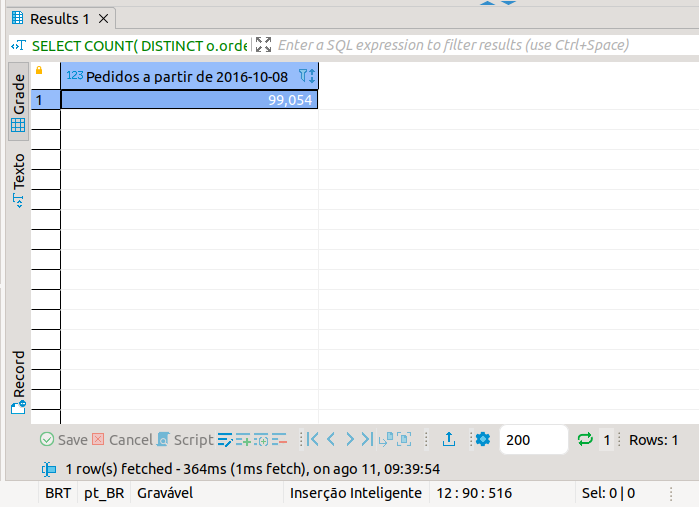 Results 1
SELECT COUNT( DISTINCT o.orde
Enter a SQL expression to filter results (use Ctrl+Space)
Grade
Texto
Record
123 Pedidos a partir de 2016-10-08
1 99,054
Save Cancel Script 200 1 Rows: 1
1 row(s) fetched - 364ms (1ms fetch), on ago 11, 09:39:54
BRT pt_BR Gravável Inserção Inteligente 12 : 90 : 516 Sel: 0 | 0